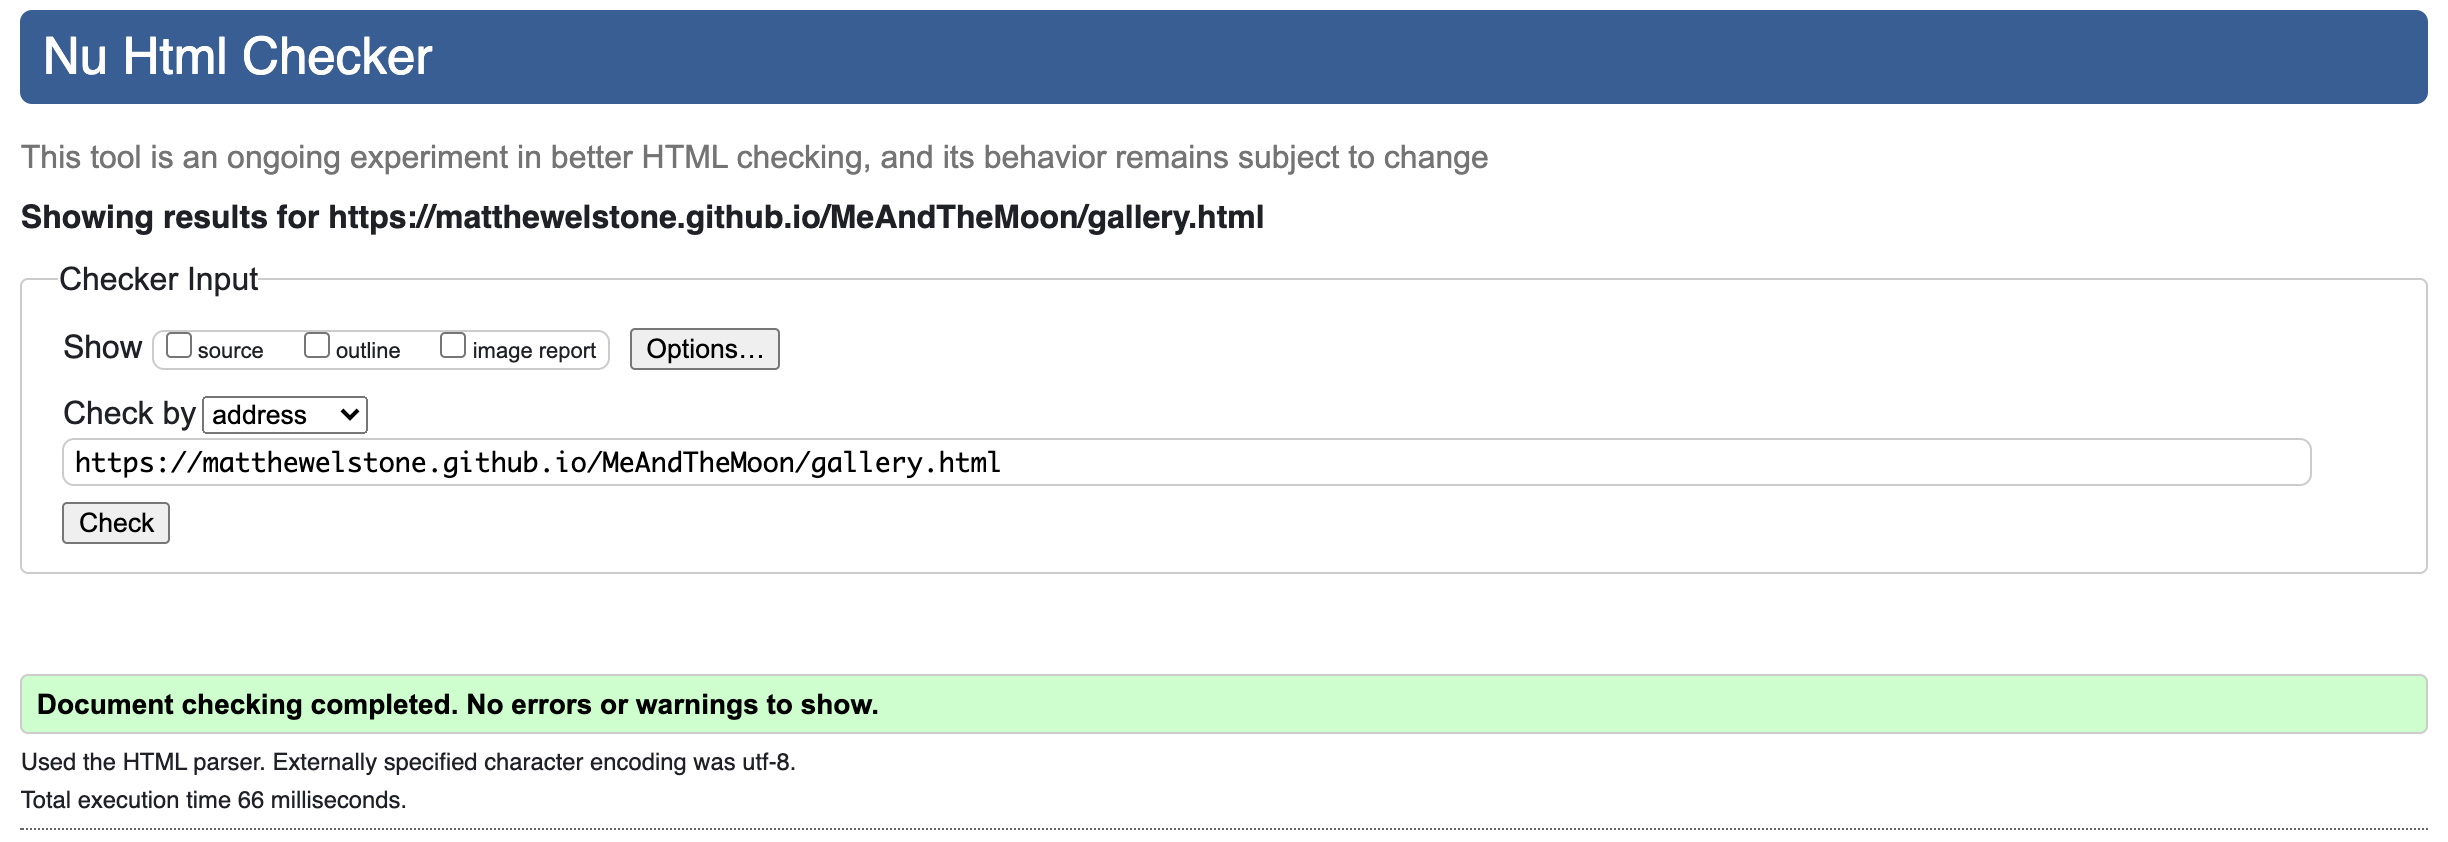 Nu Html Checker
This tool is an ongoing experiment in better HTML checking, and its behavior remains subject to change
Showing results for https://matthewelstone.github.io/MeAndTheMoon/gallery.html
Checker Input
Show source outline image report Options…
Check by address
https://matthewelstone.github.io/MeAndTheMoon/gallery.html
Check
Document checking completed. No errors or warnings to show.
Used the HTML parser. Externally specified character encoding was utf-8.
Total execution time 66 milliseconds.